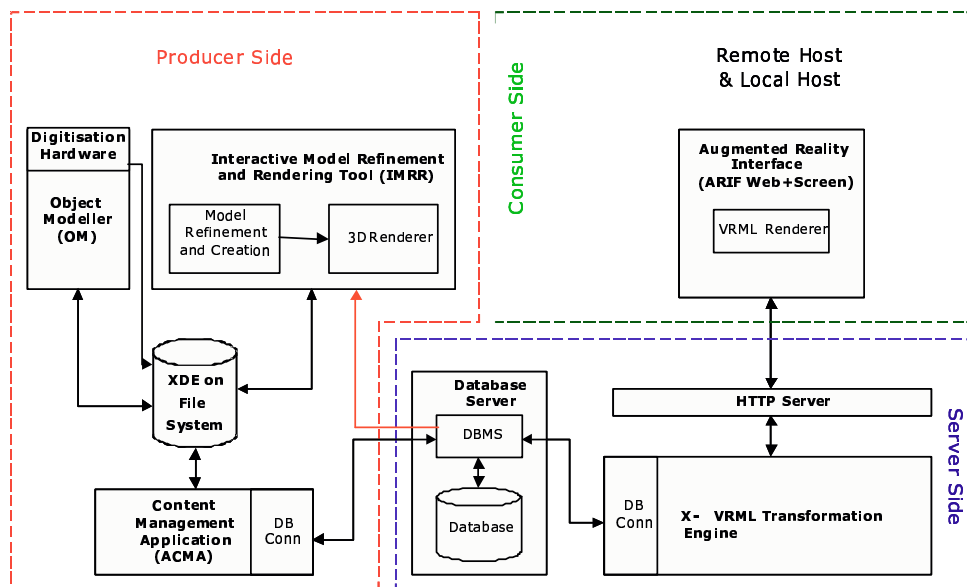 Producer Side
Consumer Side
Remote Host
& Local Host
Digitisation
Hardware
Object
Modeller
(OM)
Interactive Model Refinement
and Rendering Tool (IMRR)
Model
Refinement
and Creation
3D Renderer
Augmented Reality
Interface
(ARIF Web+Screen)
VRML Renderer
XDE on
File
System
Database
Server
DBMS
Database
HTTP Server
Server Side
Content
Management
Application
(ACMA)
DB
Conn
DB
Conn
X- VRML Transformation
Engine